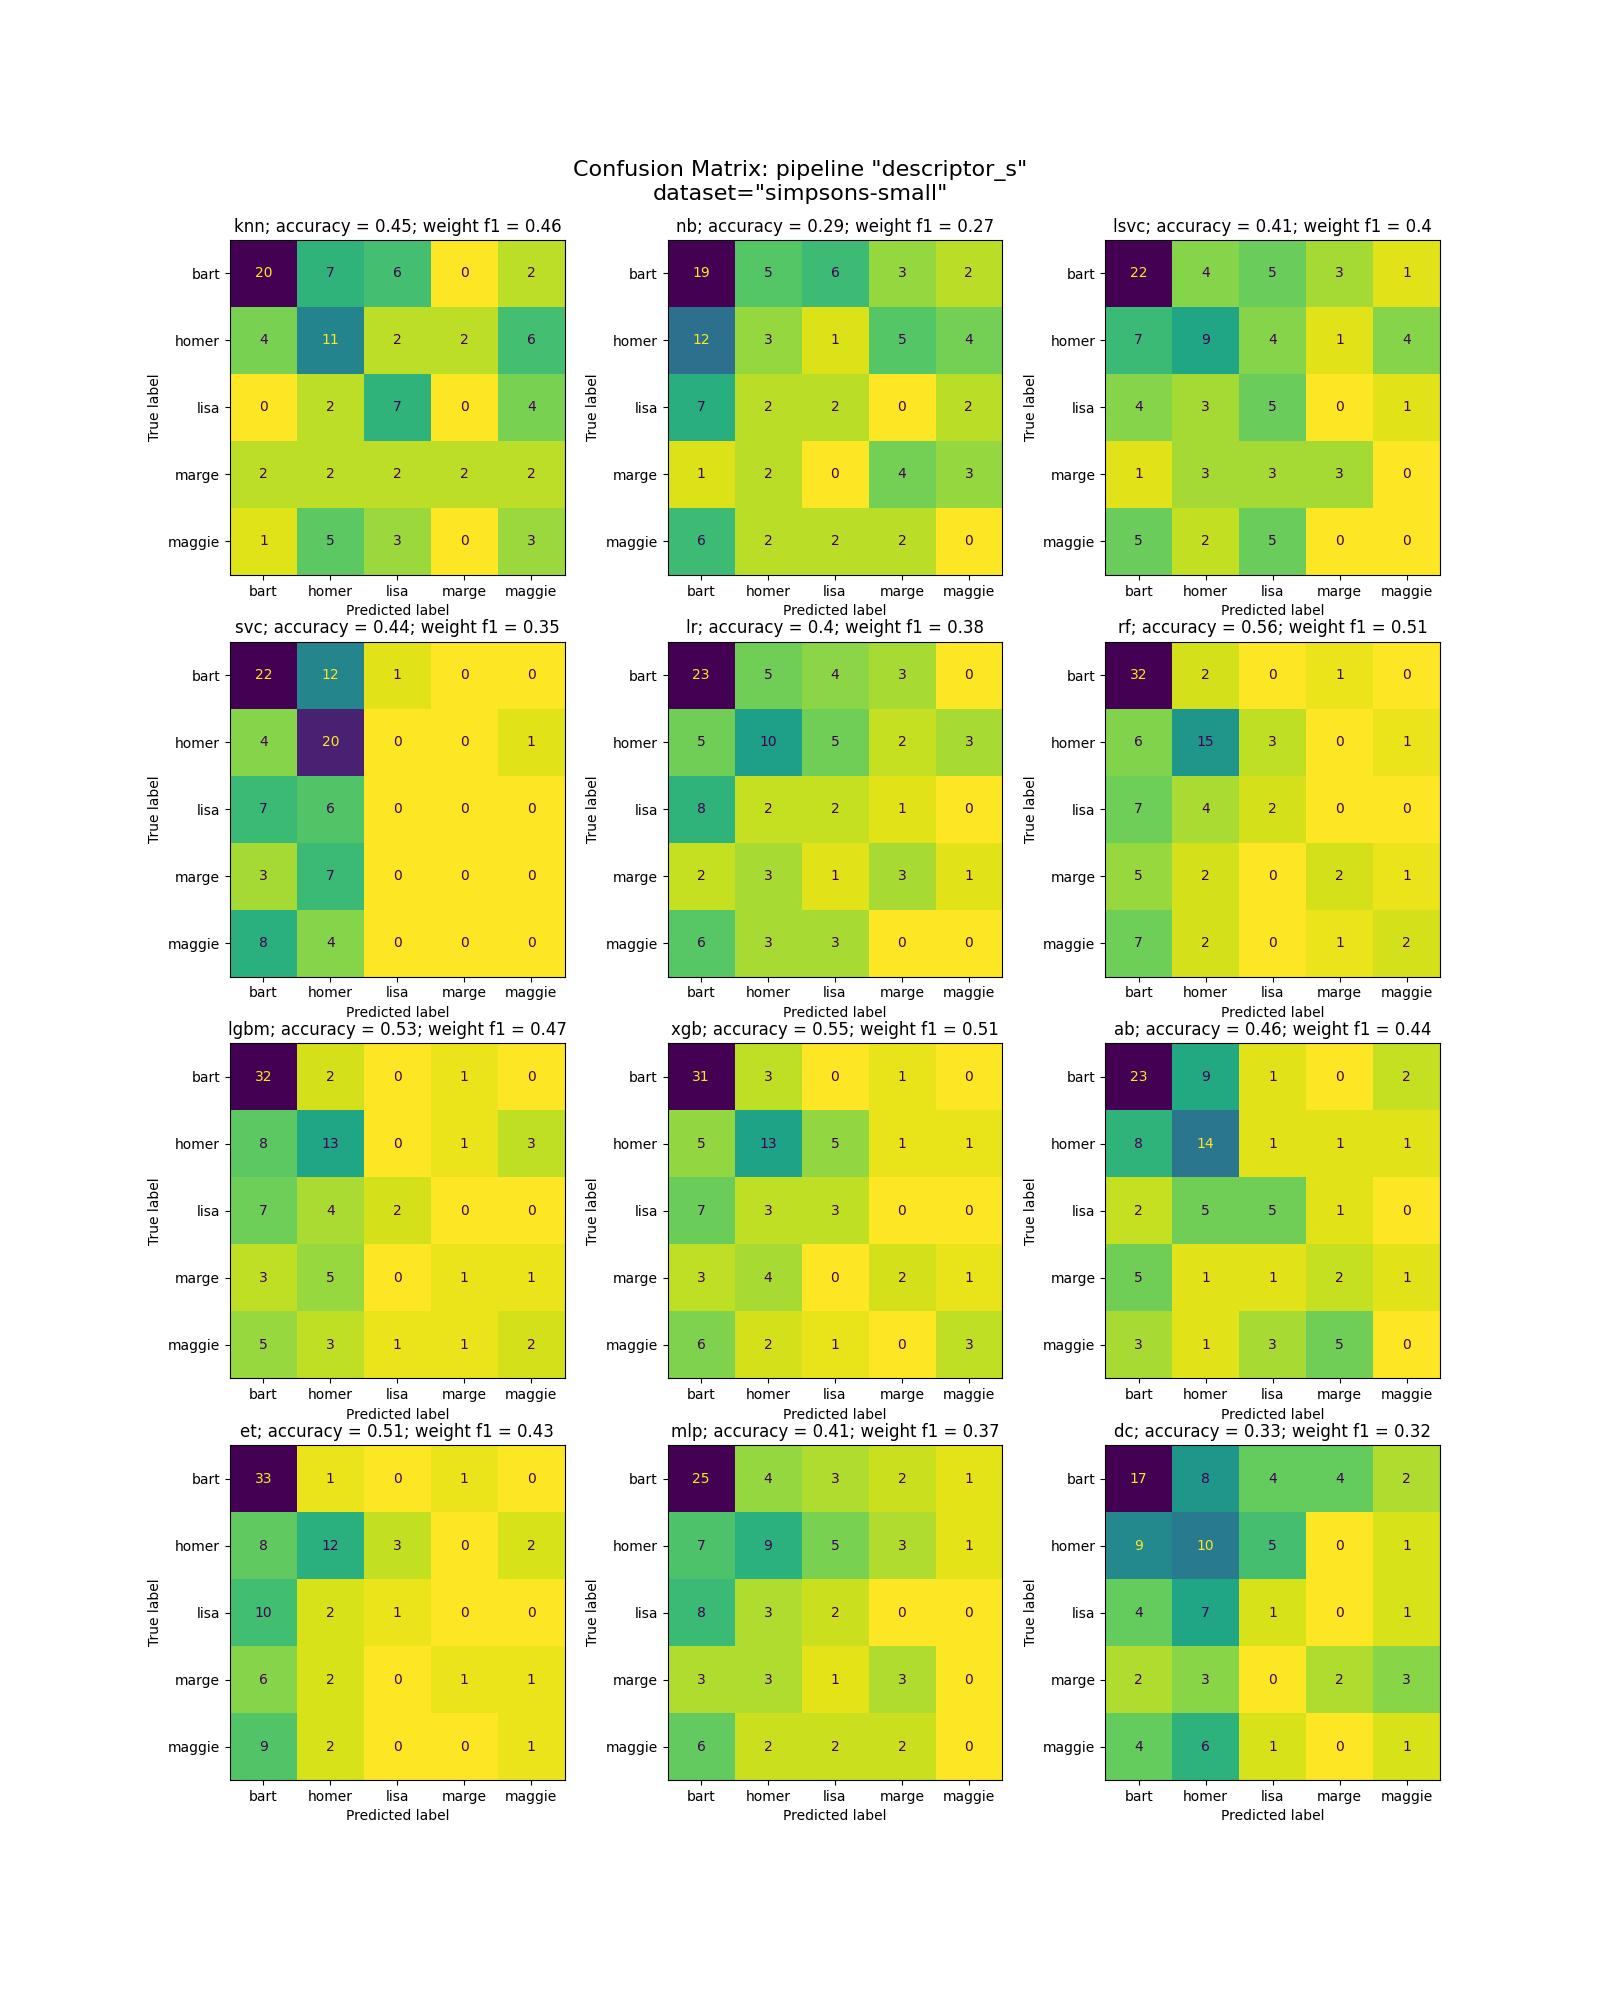 Confusion Matrix: pipeline "descriptor_s"
dataset="simpsons-small"
knn; accuracy = 0.45; weight f1 = 0.46
True label
bart 20 7 6 0 2
homer 4 11 2 2 6
lisa 0 2 7 0 4
marge 2 2 2 2 2
maggie 1 5 3 0 3
bart homer lisa marge maggie
Predicted label
nb; accuracy = 0.29; weight f1 = 0.27
True label
bart 19 5 6 3 2
homer 12 3 1 5 4
lisa 7 2 2 0 2
marge 1 2 0 4 3
maggie 6 2 2 2 0
bart homer lisa marge maggie
Predicted label
lsvc; accuracy = 0.41; weight f1 = 0.4
True label
bart 22 4 5 3 1
homer 7 9 4 1 4
lisa 4 3 5 0 1
marge 1 3 3 3 0
maggie 5 2 5 0 0
bart homer lisa marge maggie
Predicted label
svc; accuracy = 0.44; weight f1 = 0.35
True label
bart 22 12 1 0 0
homer 4 20 0 0 1
lisa 7 6 0 0 0
marge 3 7 0 0 0
maggie 8 4 0 0 0
bart homer lisa marge maggie
Predicted label
lr; accuracy = 0.4; weight f1 = 0.38
True label
bart 23 5 4 3 0
homer 5 10 5 2 3
lisa 8 2 2 1 0
marge 2 3 1 3 1
maggie 6 3 3 0 0
bart homer lisa marge maggie
Predicted label
rf; accuracy = 0.56; weight f1 = 0.51
True label
bart 32 2 0 1 0
homer 6 15 3 0 1
lisa 7 4 2 0 0
marge 5 2 0 2 1
maggie 7 2 0 1 2
bart homer lisa marge maggie
Predicted label
lgbm; accuracy = 0.53; weight f1 = 0.47
True label
bart 32 2 0 1 0
homer 8 13 0 1 3
lisa 7 4 2 0 0
marge 3 5 0 1 1
maggie 5 3 1 1 2
bart homer lisa marge maggie
Predicted label
xgb; accuracy = 0.55; weight f1 = 0.51
True label
bart 31 3 0 1 0
homer 5 13 5 1 1
lisa 7 3 3 0 0
marge 3 4 0 2 1
maggie 6 2 1 0 3
bart homer lisa marge maggie
Predicted label
ab; accuracy = 0.46; weight f1 = 0.44
True label
bart 23 9 1 0 2
homer 8 14 1 1 1
lisa 2 5 5 1 0
marge 5 1 1 2 1
maggie 3 1 3 5 0
bart homer lisa marge maggie
Predicted label
et; accuracy = 0.51; weight f1 = 0.43
True label
bart 33 1 0 1 0
homer 8 12 3 0 2
lisa 10 2 1 0 0
marge 6 2 0 1 1
maggie 9 2 0 0 1
bart homer lisa marge maggie
Predicted label
mlp; accuracy = 0.41; weight f1 = 0.37
True label
bart 25 4 3 2 1
homer 7 9 5 3 1
lisa 8 3 2 0 0
marge 3 3 1 3 0
maggie 6 2 2 2 0
bart homer lisa marge maggie
Predicted label
dc; accuracy = 0.33; weight f1 = 0.32
True label
bart 17 8 4 4 2
homer 9 10 5 0 1
lisa 4 7 1 0 1
marge 2 3 0 2 3
maggie 4 6 1 0 1
bart homer lisa marge maggie
Predicted label